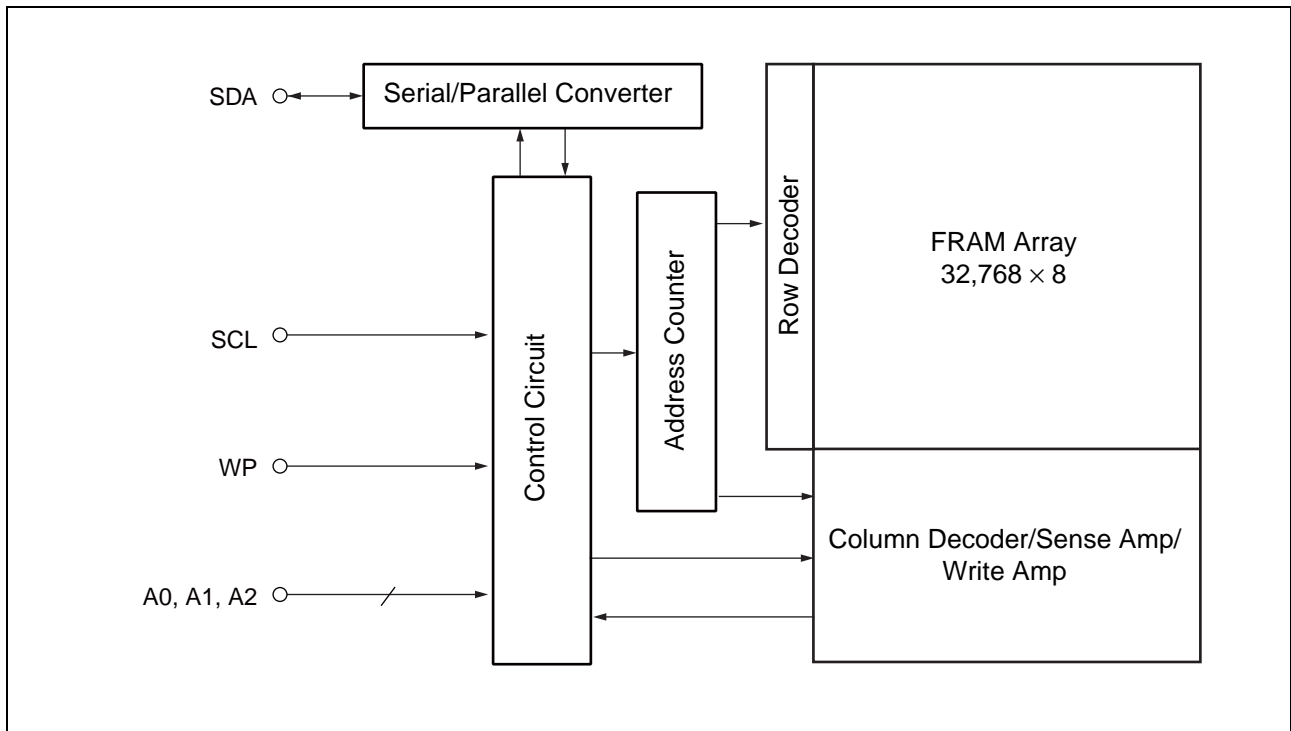 SDA
Serial/Parallel Converter
SCL
WP
A0, A1, A2
Control Circuit
Address Counter
Row Decoder
FRAM Array
32,768 × 8
Column Decoder/Sense Amp/
Write Amp